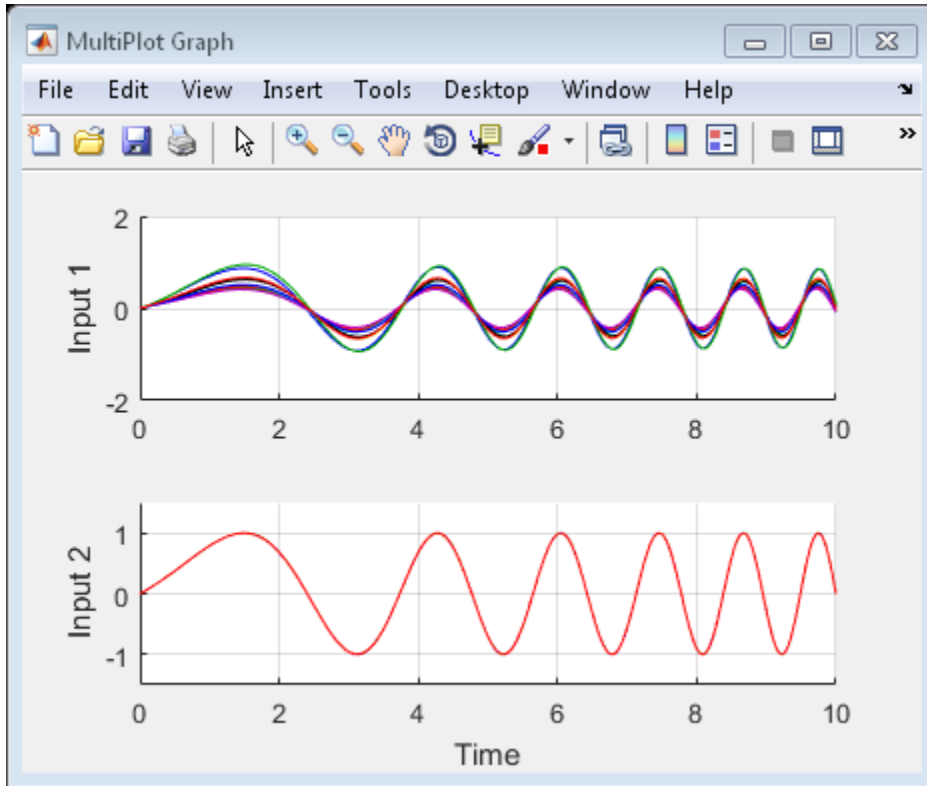 MultiPlot Graph
File Edit View Insert Tools Desktop Window Help
2
0
-2
Input 1
0 2 4 6 8 10
1
0
-1
Input 2
0 2 4 6 8 10
Time